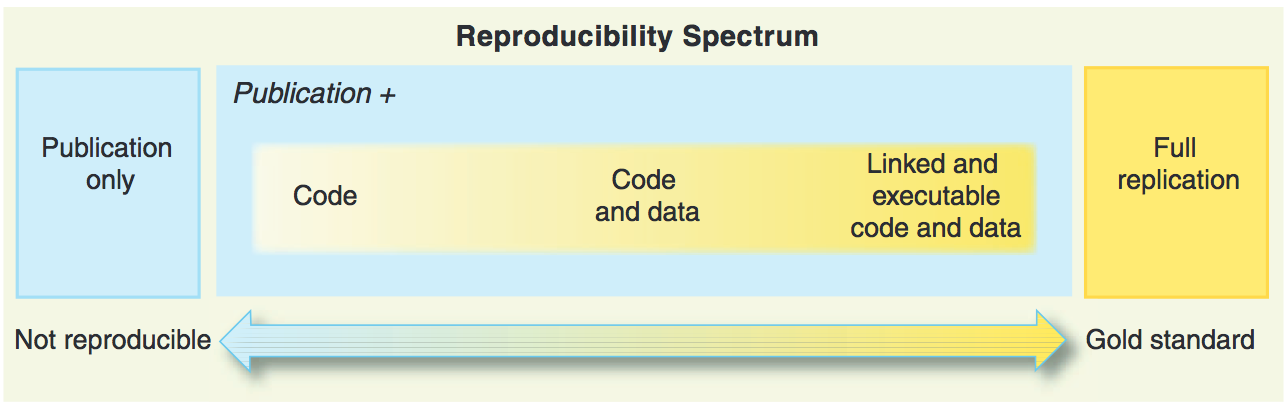 Reproducibility Spectrum
Publication
only
Publication +
Code
Code
and data
Linked and
executable
code and data
Full
replication
Not reproducible
Gold standard